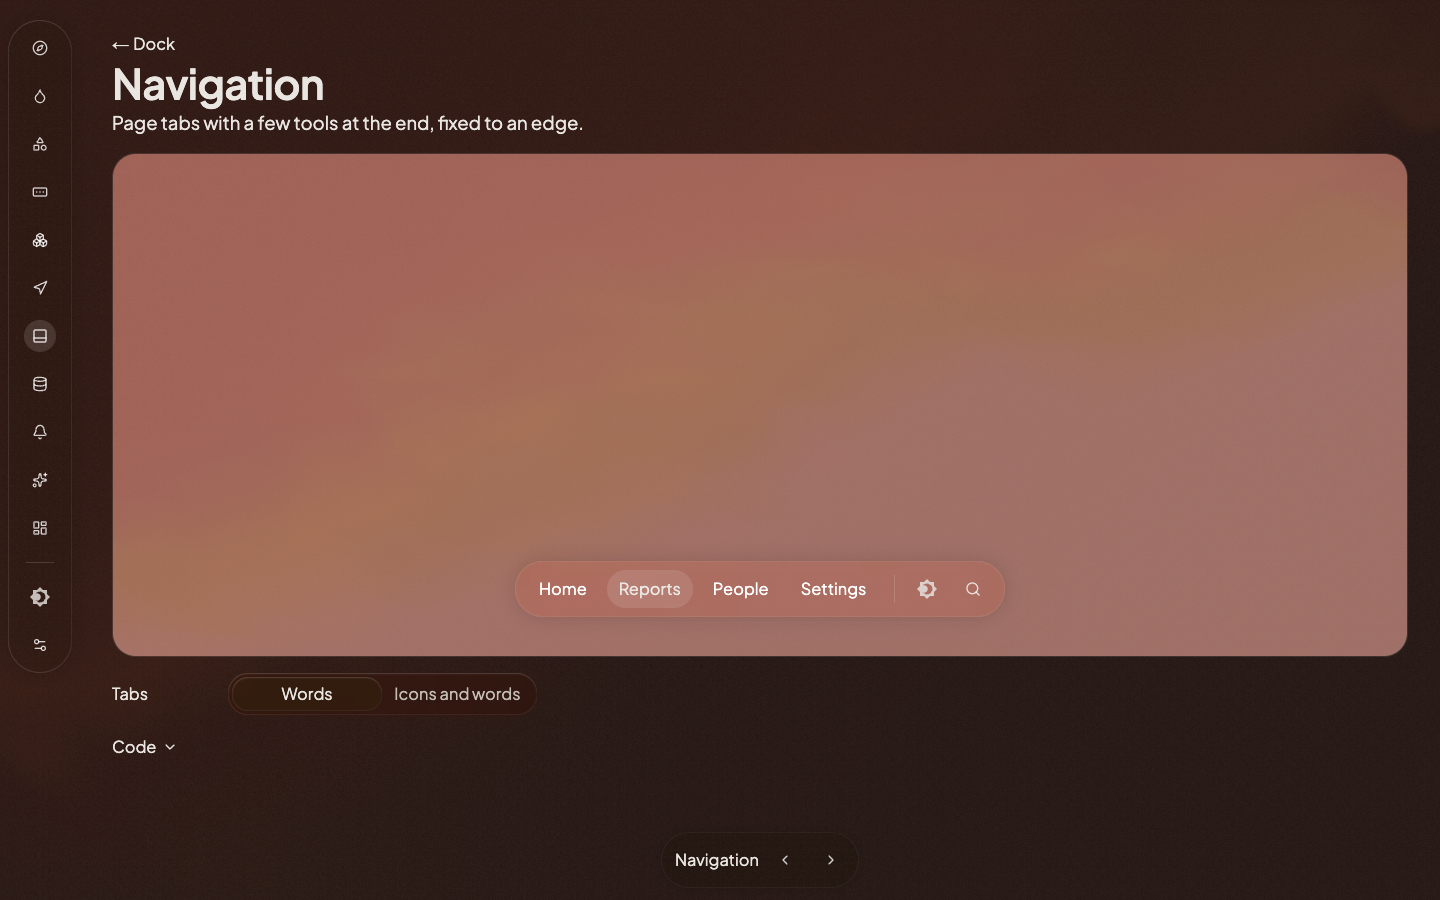 ← Dock
Navigation
Page tabs with a few tools at the end, fixed to an edge.
Home Reports People Settings
Tabs Words Icons and words
Code
Navigation